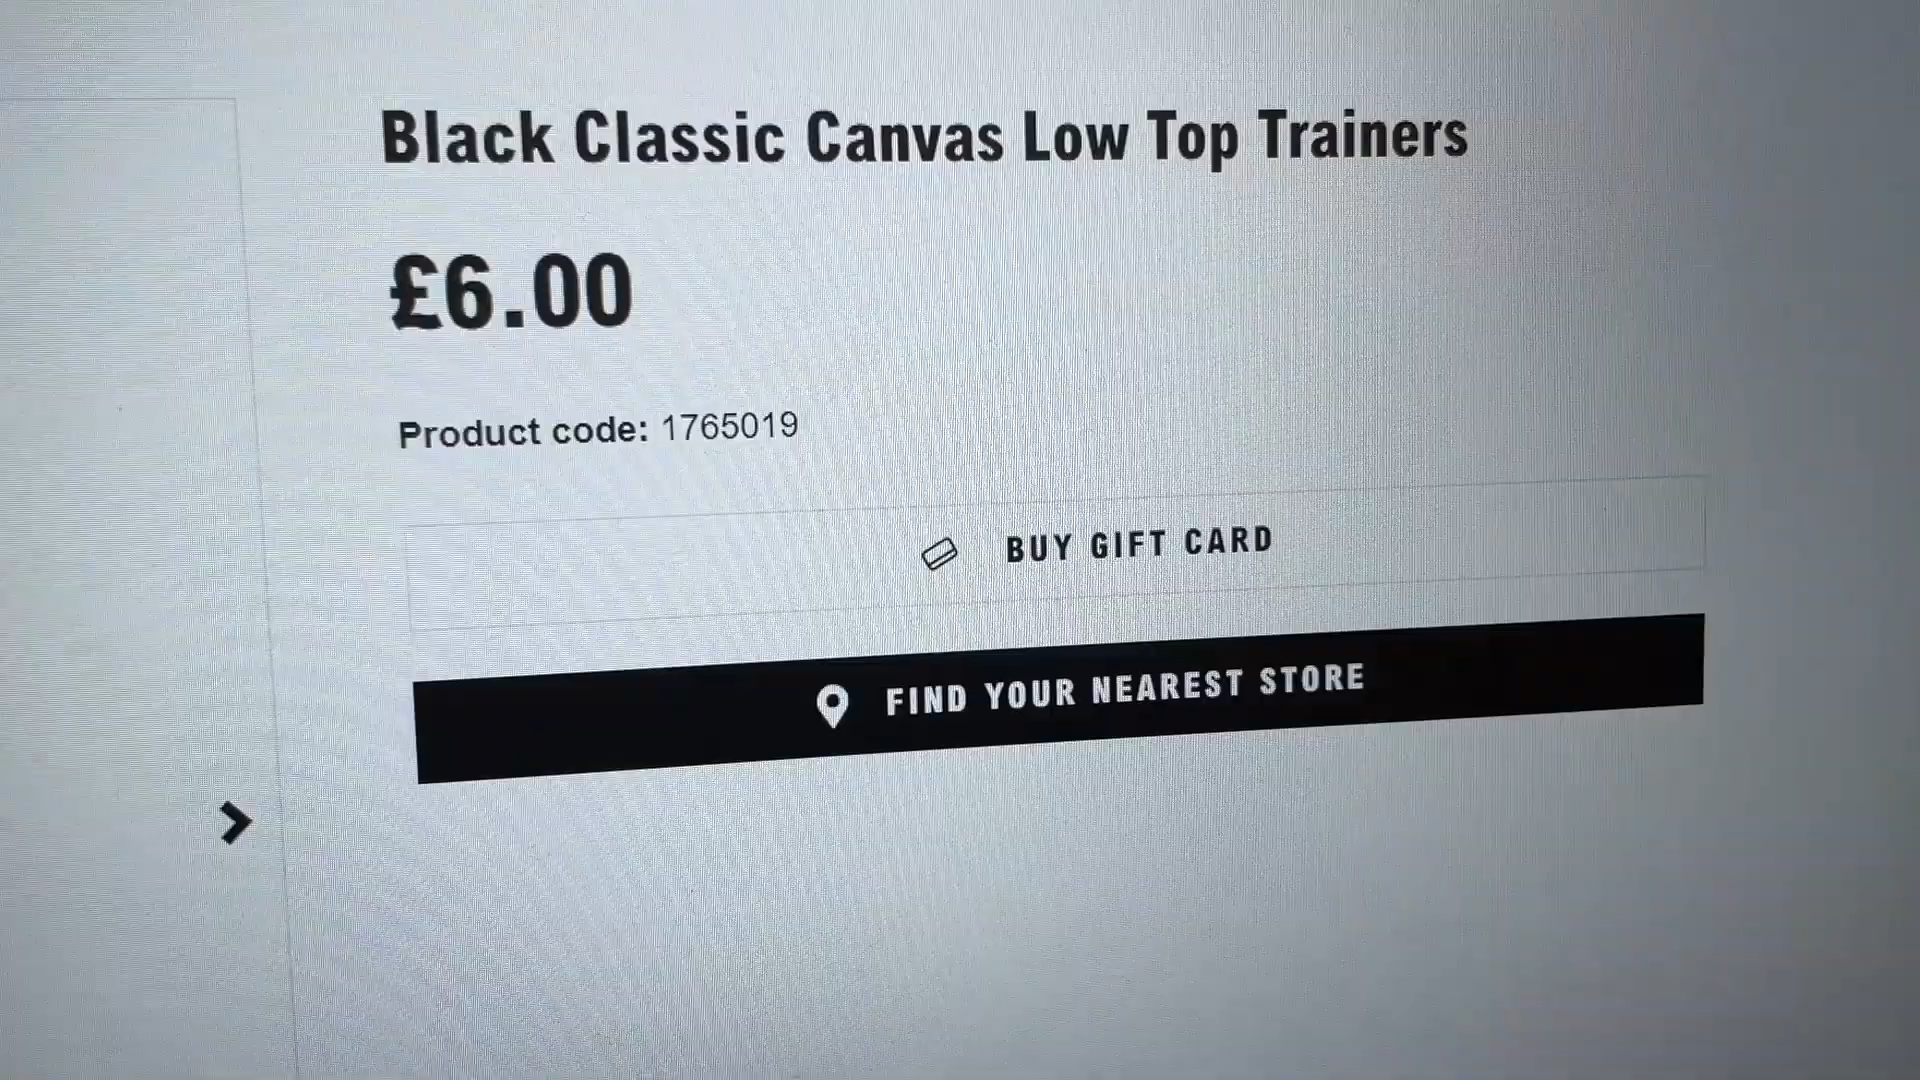 Black Classic Canvas Low Top Trainers
£6.00
Product code: 1765019
BUY GIFT CARD
FIND YOUR NEAREST STORE